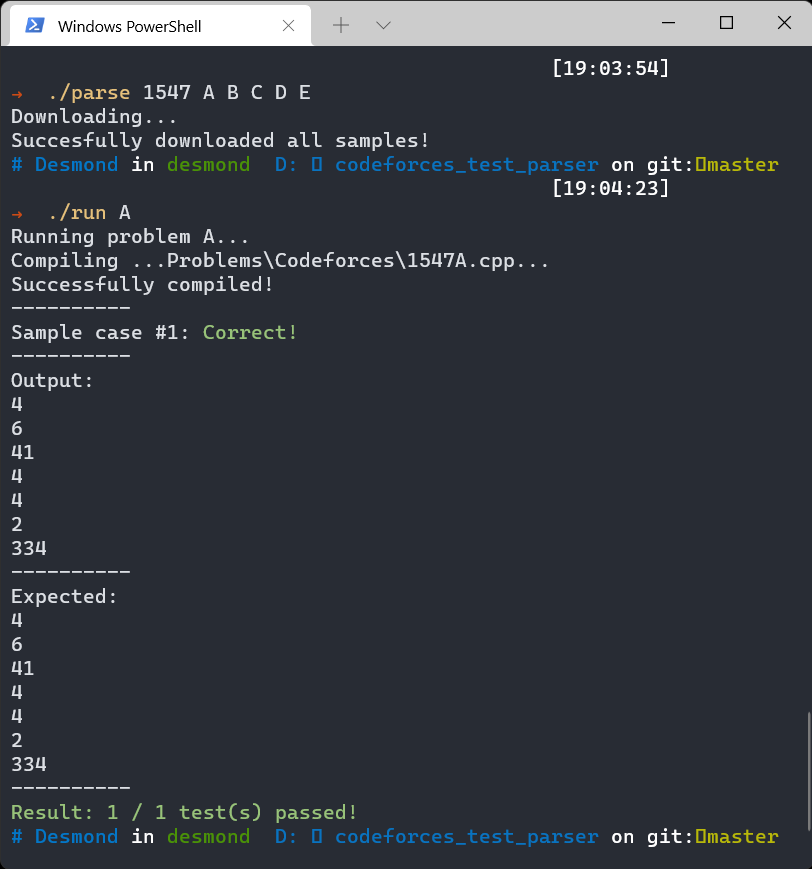 Windows PowerShell
[19:03:54]
→ ./parse 1547 A B C D E
Downloading...
Succesfully downloaded all samples!
# Desmond in desmond D: ▯ codeforces_test_parser on git:▯master
[19:04:23]
→ ./run A
Running problem A...
Compiling ...Problems\Codeforces\1547A.cpp...
Successfully compiled!
----------
Sample case #1: Correct!
----------
Output:
4
6
41
4
4
2
334
----------
Expected:
4
6
41
4
4
2
334
----------
Result: 1 / 1 test(s) passed!
# Desmond in desmond D: ▯ codeforces_test_parser on git:▯master